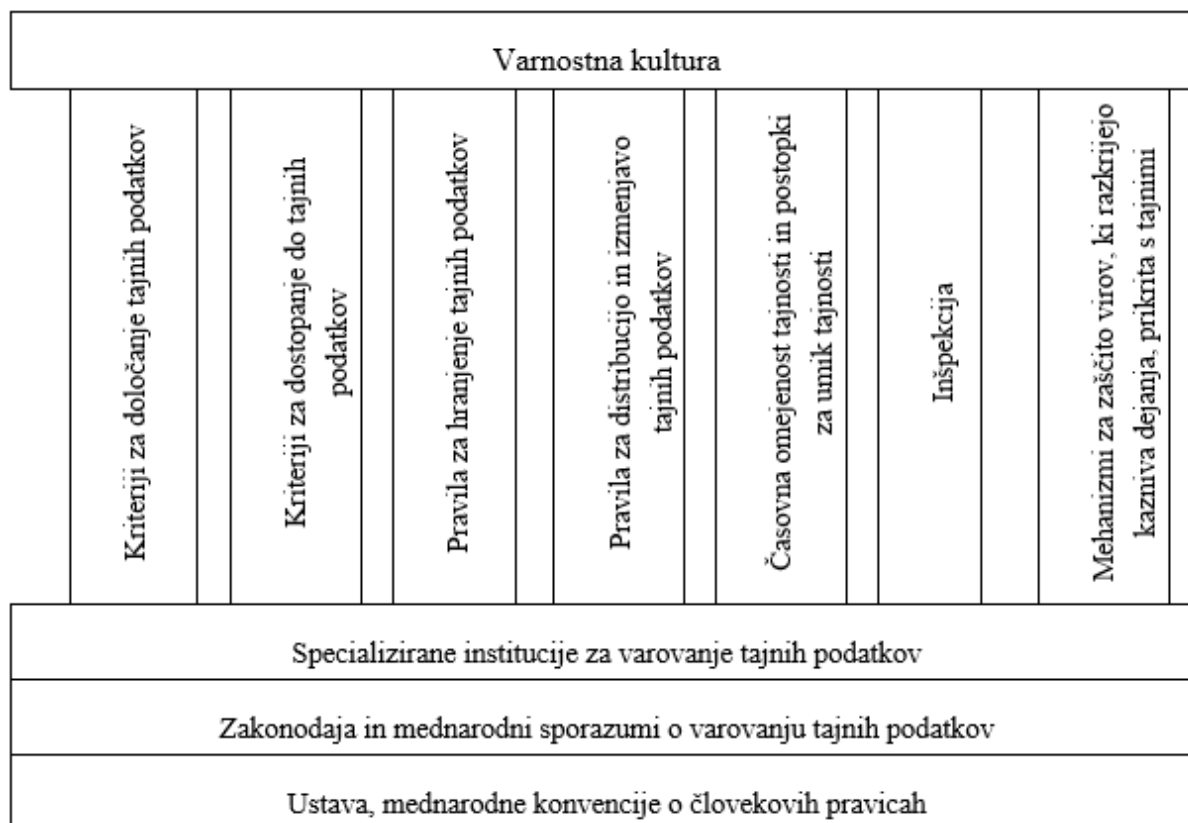 Varnostna kultura
Kriteriji za določanje tajnih podatkov
Kriteriji za dostopanje do tajnih
podatkov
Pravila za hranjenje tajnih podatkov
Pravila za distribucijo in izmenjavo
tajnih podatkov
Časovna omejenost tajnosti in postopki
za umik tajnosti
Inšpekcija
Mehanizmi za zaščito virov, ki razkrijejo
kazniva dejanja, prikrita s tajnimi
Specializirane institucije za varovanje tajnih podatkov
Zakonodaja in mednarodni sporazumi o varovanju tajnih podatkov
Ustava, mednarodne konvencije o človekovih pravicah